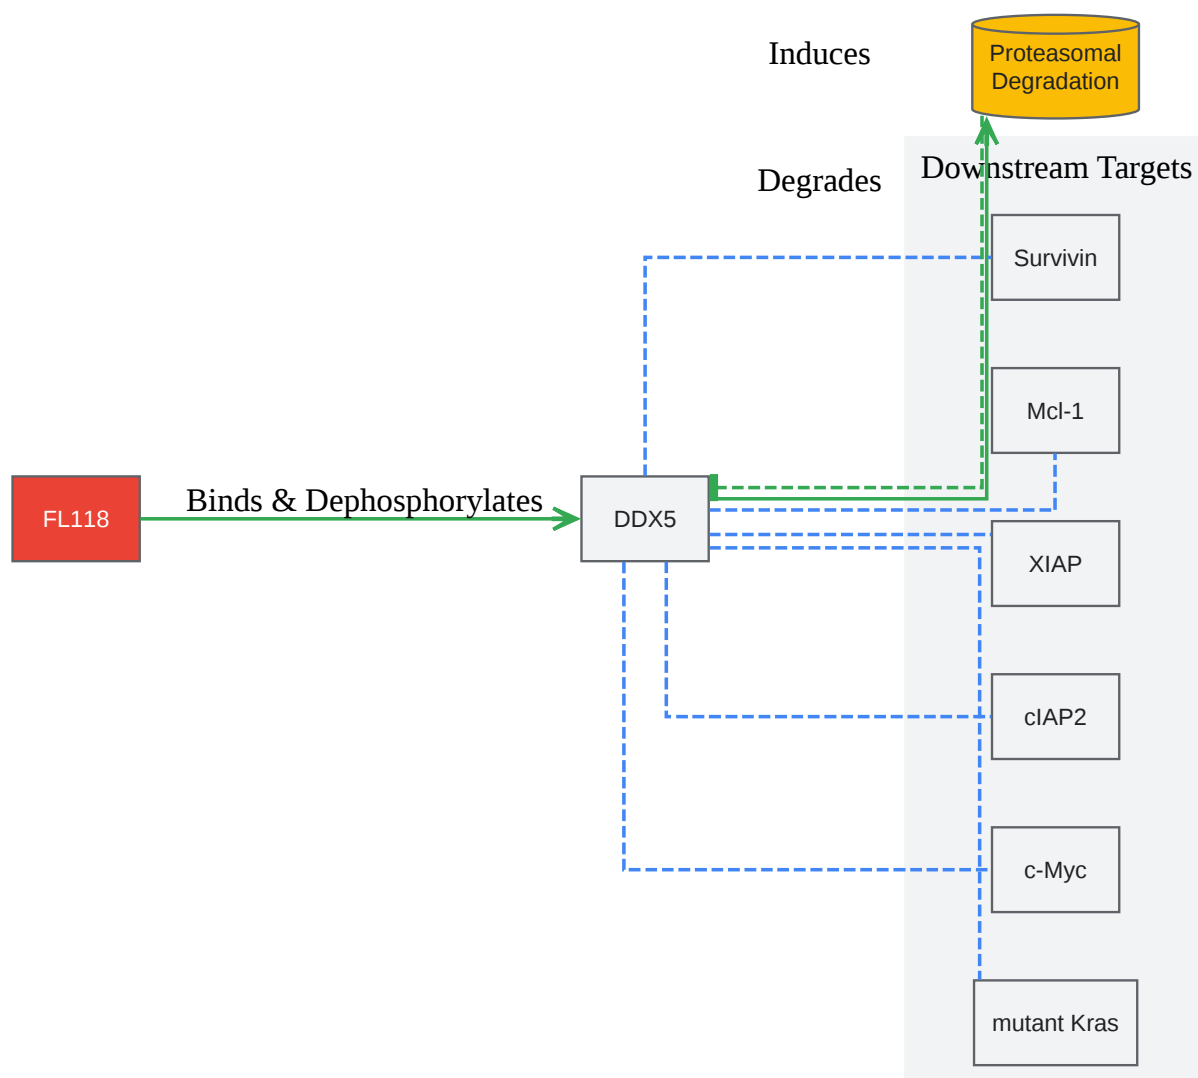 Induces
Proteasomal
Degradation
Degrades
Downstream Targets
Survivin
Mcl-1
FL118
Binds & Dephosphorylates
DDX5
XIAP
cIAP2
c-Myc
mutant Kras